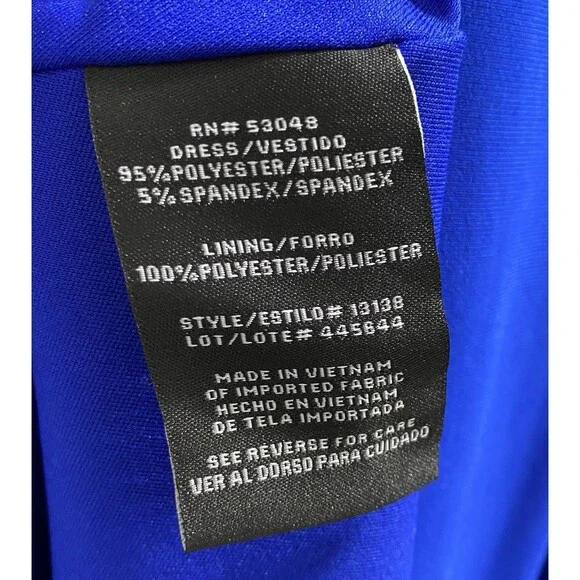 RN# 53048
DRESS/VESTIDO
95%POLYESTER/POLIESTER
5%SPANDEX/SPANDEX
LINING/FORRO
100%POLYESTER/POLIESTER
STYLE/ESTILO# 13138
LOT/LOTE# 445644
MADE IN VIETNAM
OF IMPORTED FABRIC
HECHO EN VIETNAM
DE TELA IMPORTADA
SEE REVERSE FOR CARE
VER AL DORSO PARA CUIDADO